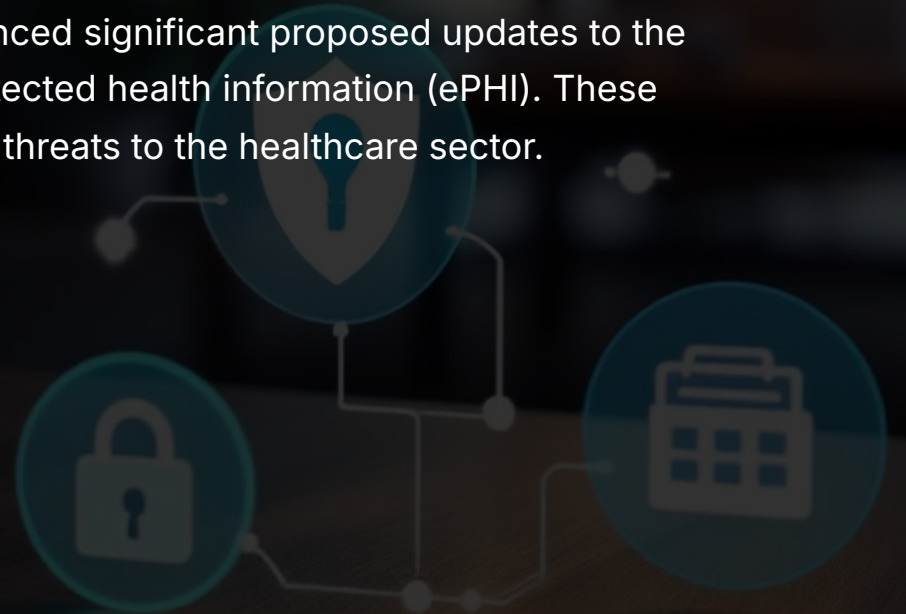 nced significant proposed updates to the
ected health information (ePHI). These
threats to the healthcare sector.